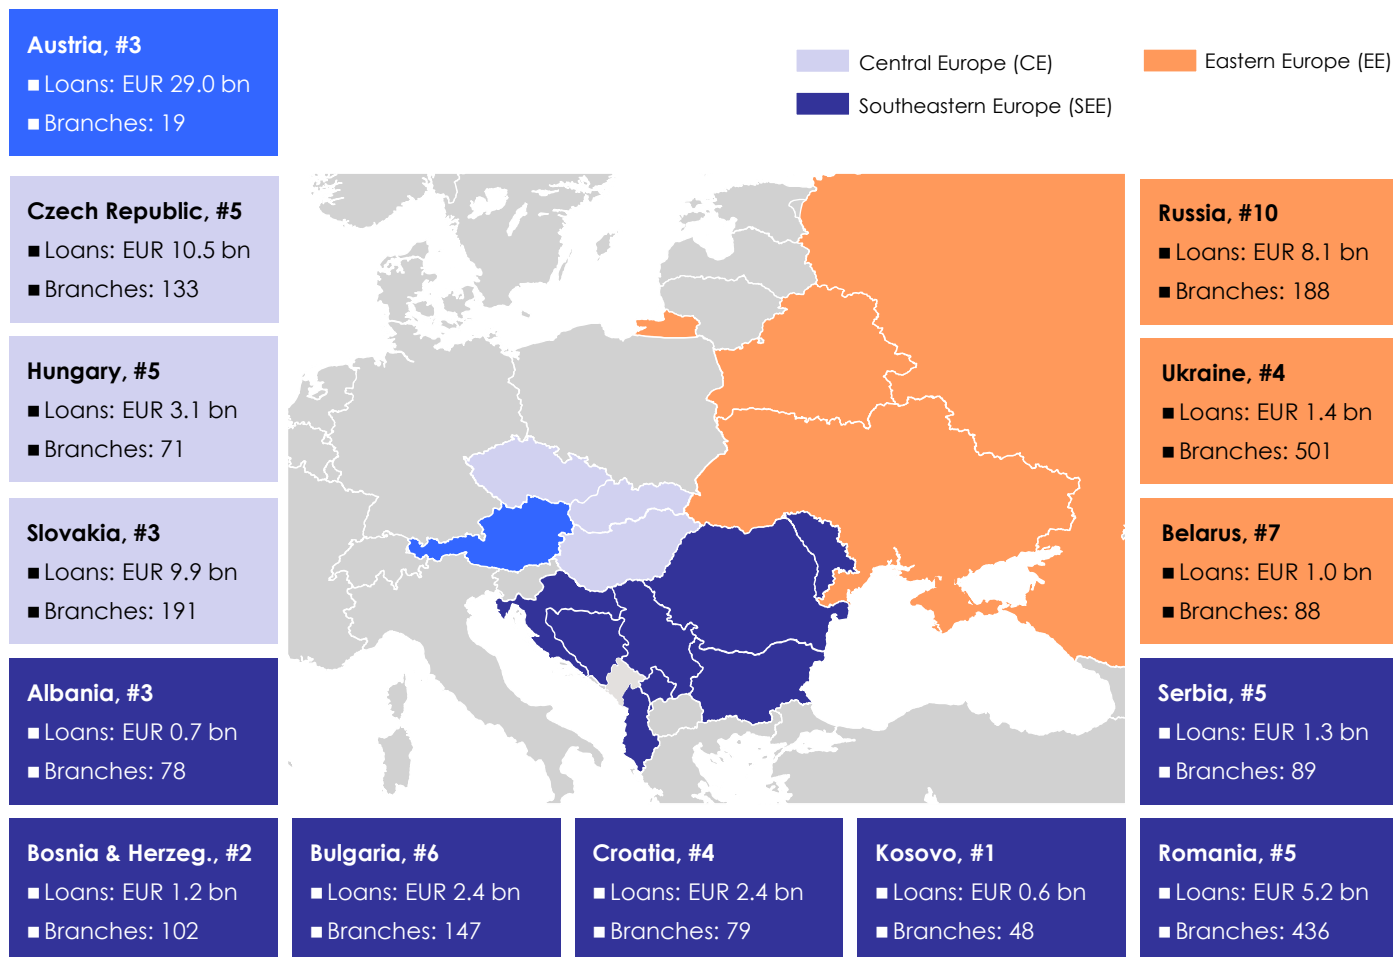 Austria, #3
■ Loans: EUR 29.0 bn
■ Branches: 19
Central Europe (CE)
Eastern Europe (EE)
Southeastern Europe (SEE)
Czech Republic, #5
■ Loans: EUR 10.5 bn
■ Branches: 133
Hungary, #5
■ Loans: EUR 3.1 bn
■ Branches: 71
Slovakia, #3
■ Loans: EUR 9.9 bn
■ Branches: 191
Albania, #3
■ Loans: EUR 0.7 bn
■ Branches: 78
Russia, #10
■ Loans: EUR 8.1 bn
■ Branches: 188
Ukraine, #4
■ Loans: EUR 1.4 bn
■ Branches: 501
Belarus, #7
■ Loans: EUR 1.0 bn
■ Branches: 88
Serbia, #5
■ Loans: EUR 1.3 bn
■ Branches: 89
Bosnia & Herzeg., #2
■ Loans: EUR 1.2 bn
■ Branches: 102
Bulgaria, #6
■ Loans: EUR 2.4 bn
■ Branches: 147
Croatia, #4
■ Loans: EUR 2.4 bn
■ Branches: 79
Kosovo, #1
■ Loans: EUR 0.6 bn
■ Branches: 48
Romania, #5
■ Loans: EUR 5.2 bn
■ Branches: 436